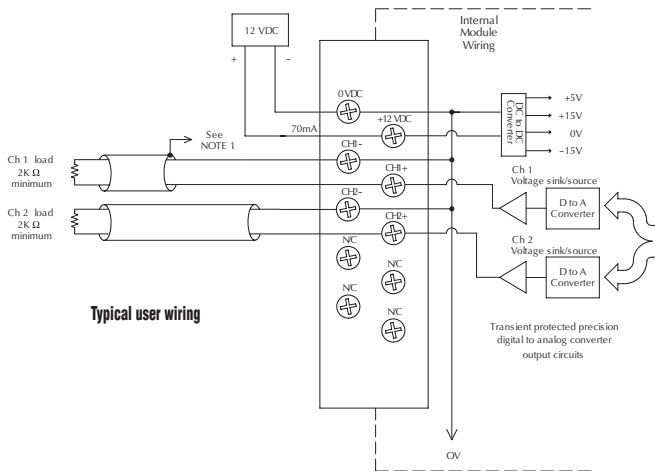 Internal
Module
Wiring
12 VDC
+
-
0VDC
+12 VDC
70mA
DC to DC
Converter
+5V
+15V
0V
-15V
See
NOTE 1
CH1-
CH1+
Ch 1 load
2K Ω
minimum
Ch 1
Voltage sink/source
D to A
Converter
CH2-
CH2+
Ch 2 load
2K Ω
minimum
Ch 2
Voltage sink/source
D to A
Converter
N/C
N/C
N/C
N/C
Typical user wiring
Transient protected precision
digital to analog converter
output circuits
OV